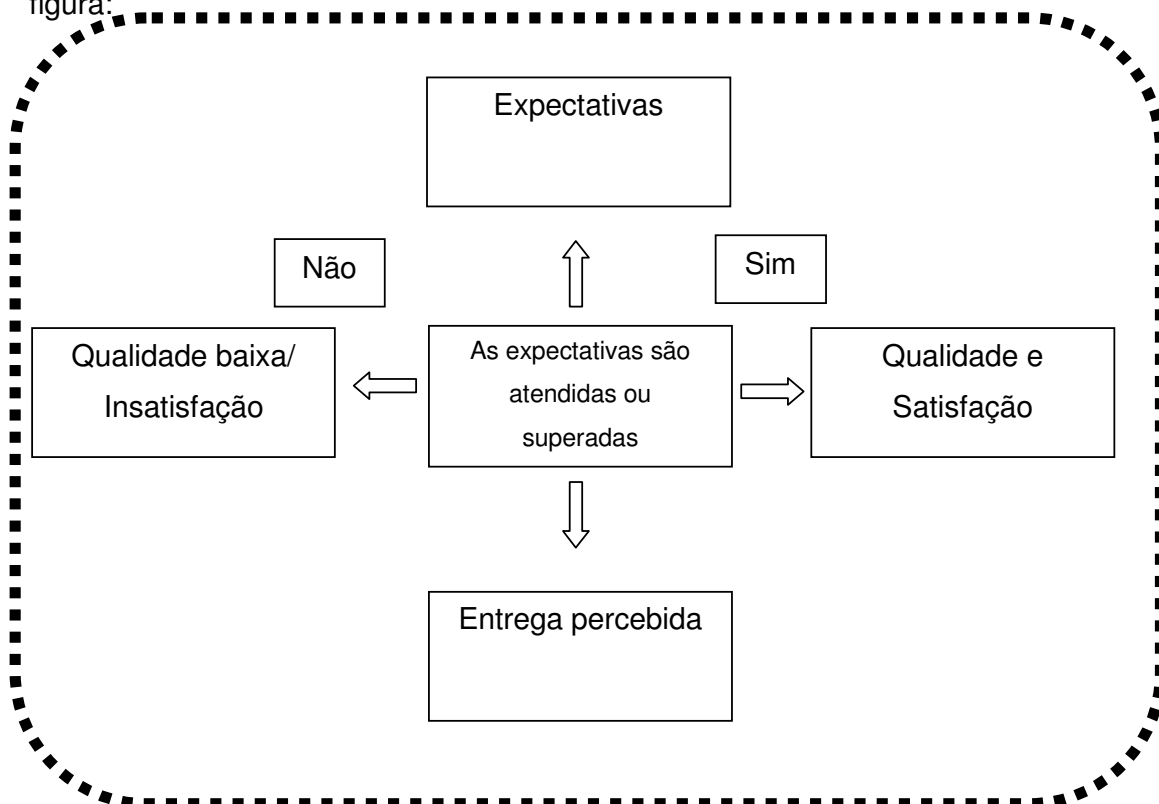 figura:
Expectativas
Não
Sim
Qualidade baixa/
Insatisfação
As expectativas são
atendidas ou
superadas
Qualidade e
Satisfação
Entrega percebida